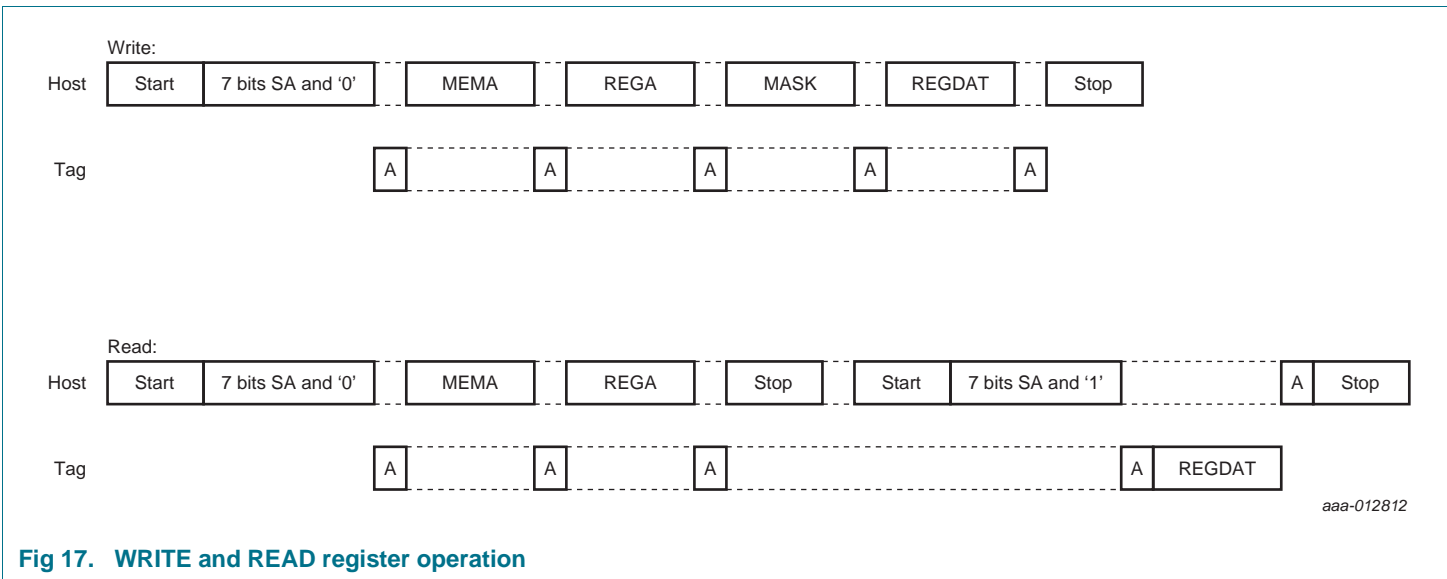 Write:
Host Start 7 bits SA and ‘0’ MEMA REGA MASK REGDAT Stop
Tag A A A A A
Read:
Host Start 7 bits SA and ‘0’ MEMA REGA Stop Start 7 bits SA and ‘1’ A Stop
Tag A A A A REGDAT
aaa-012812
Fig 17. WRITE and READ register operation